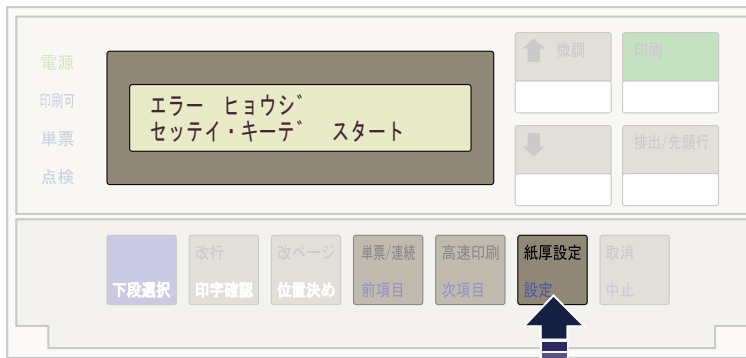 電源
印刷可
単票
点検
エラー ヒョウジ゛
セッテイ・キーデ゛ スタート
微調
印刷
排出/先頭行
改行
改ページ
単票/連続
高速印刷
紙厚設定
取消
下段選択
印字確認
位置決め
前項目
次項目
設定
中止